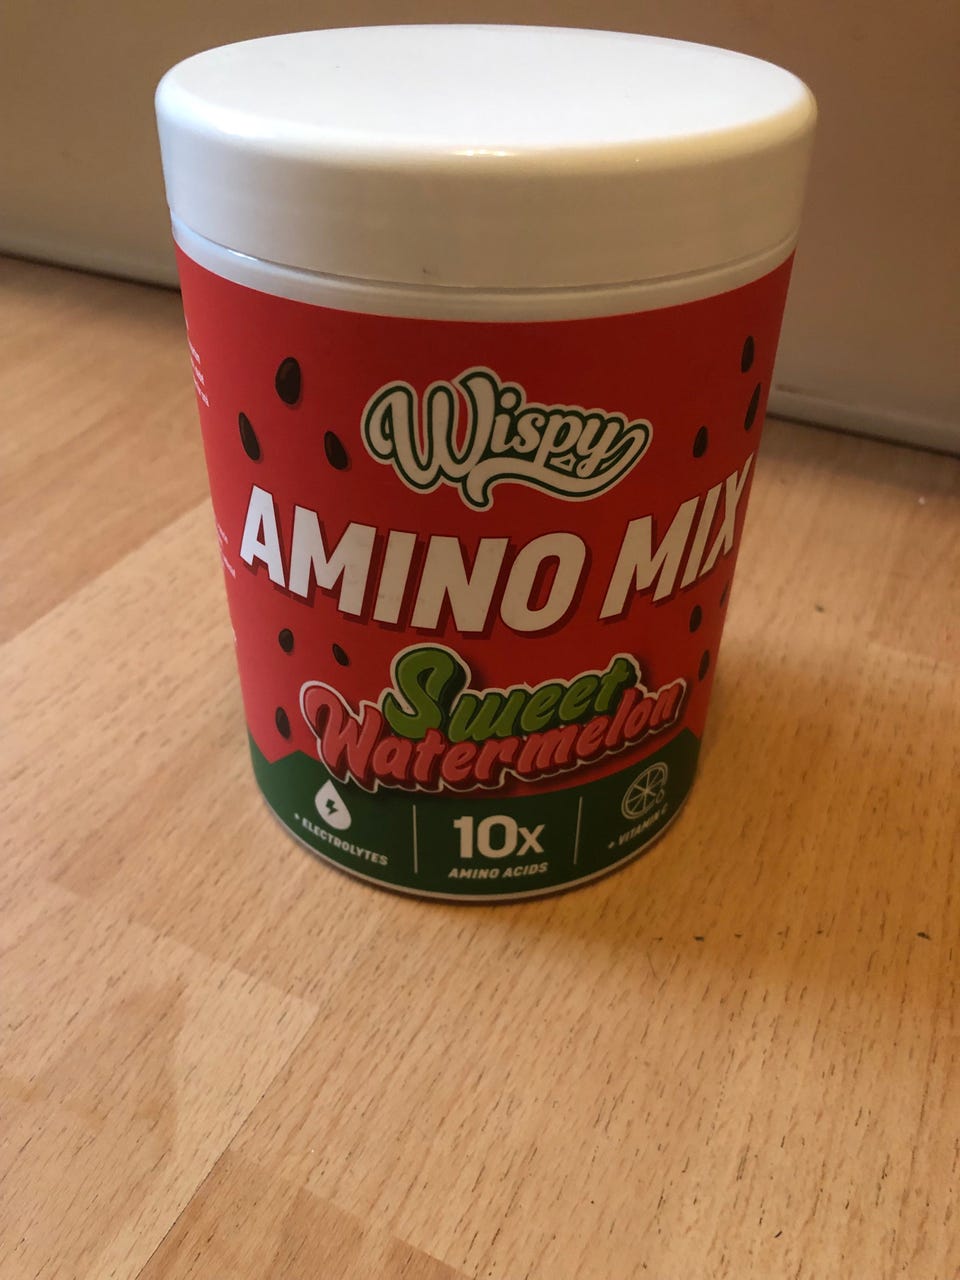 Wispy
AMINO MIX
Sweet
Watermelon
+ ELECTROLYTES
10X
AMINO ACIDS
+ VITAMIN C